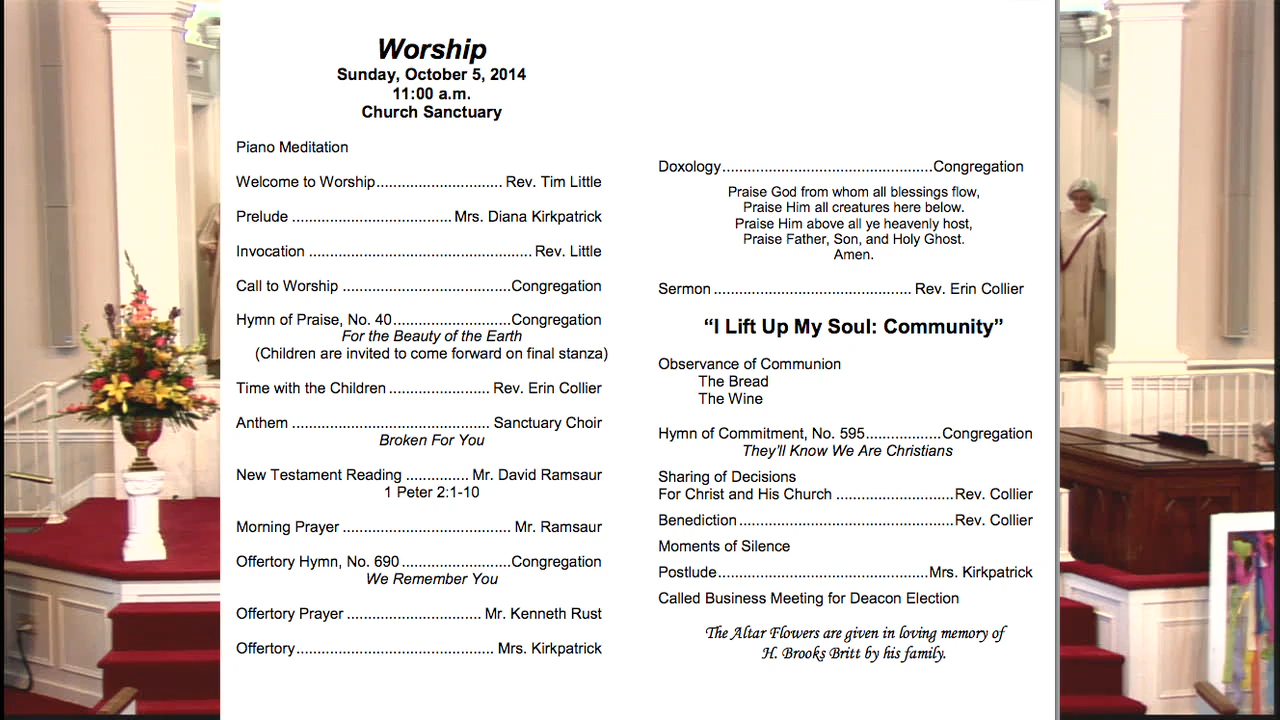 Worship
Sunday, October 5, 2014
11:00 a.m.
Church Sanctuary
Piano Meditation
Welcome to Worship.............................. Rev. Tim Little
Prelude ...................................... Mrs. Diana Kirkpatrick
Invocation ..................................................... Rev. Little
Call to Worship ........................................Congregation
Hymn of Praise, No. 40............................Congregation
For the Beauty of the Earth
(Children are invited to come forward on final stanza)
Time with the Children ........................ Rev. Erin Collier
Anthem ............................................... Sanctuary Choir
Broken For You
New Testament Reading ............... Mr. David Ramsaur
1 Peter 2:1-10
Morning Prayer ........................................ Mr. Ramsaur
Offertory Hymn, No. 690..........................Congregation
We Remember You
Offertory Prayer ................................ Mr. Kenneth Rust
Offertory............................................... Mrs. Kirkpatrick
Doxology..................................................Congregation
Praise God from whom all blessings flow,
Praise Him all creatures here below.
Praise Him above all ye heavenly host,
Praise Father, Son, and Holy Ghost.
Amen.
Sermon ............................................... Rev. Erin Collier
“I Lift Up My Soul: Community”
Observance of Communion
The Bread
The Wine
Hymn of Commitment, No. 595..................Congregation
They’ll Know We Are Christians
Sharing of Decisions
For Christ and His Church ............................Rev. Collier
Benediction...................................................Rev. Collier
Moments of Silence
Postlude..................................................Mrs. Kirkpatrick
Called Business Meeting for Deacon Election
The Altar Flowers are given in loving memory of
H. Brooks Britt by his family.